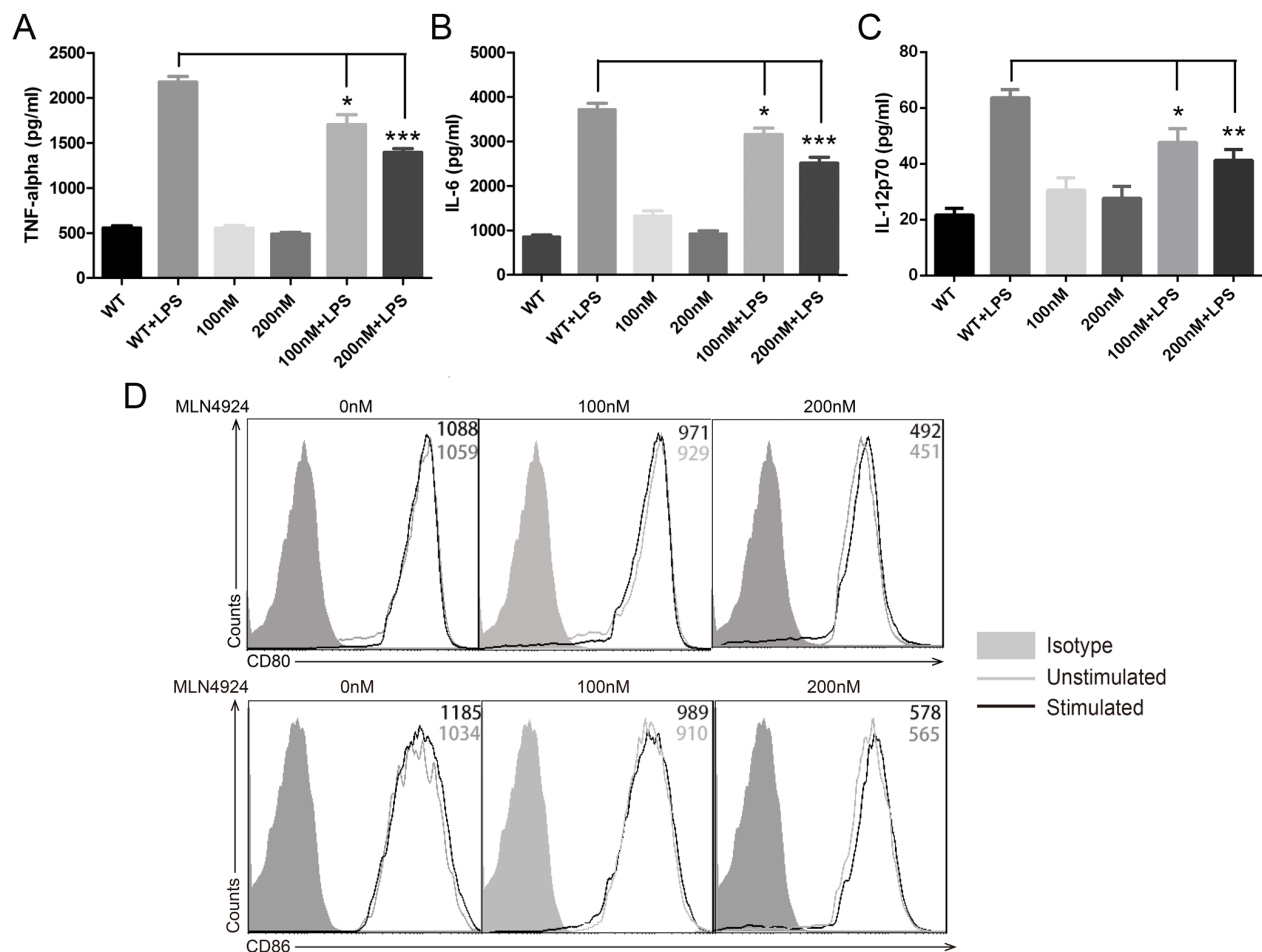 A
B
C
TNF-alpha (pg/ml)
2500
2000
1500
1000
500
0
*
***
WT
WT+LPS
100nM
200nM
100nM+LPS
200nM+LPS
IL-6 (pg/ml)
5000
4000
3000
2000
1000
0
*
***
WT
WT+LPS
100nM
200nM
100nM+LPS
200nM+LPS
IL-12p70 (pg/ml)
80
60
40
20
0
*
**
WT
WT+LPS
100nM
200nM
100nM+LPS
200nM+LPS
D
MLN4924 0nM 100nM 200nM
1088 971 492
1059 929 451
Counts
CD80
MLN4924 0nM 100nM 200nM
1185 989 578
1034 910 565
Counts
CD86
Isotype
Unstimulated
Stimulated